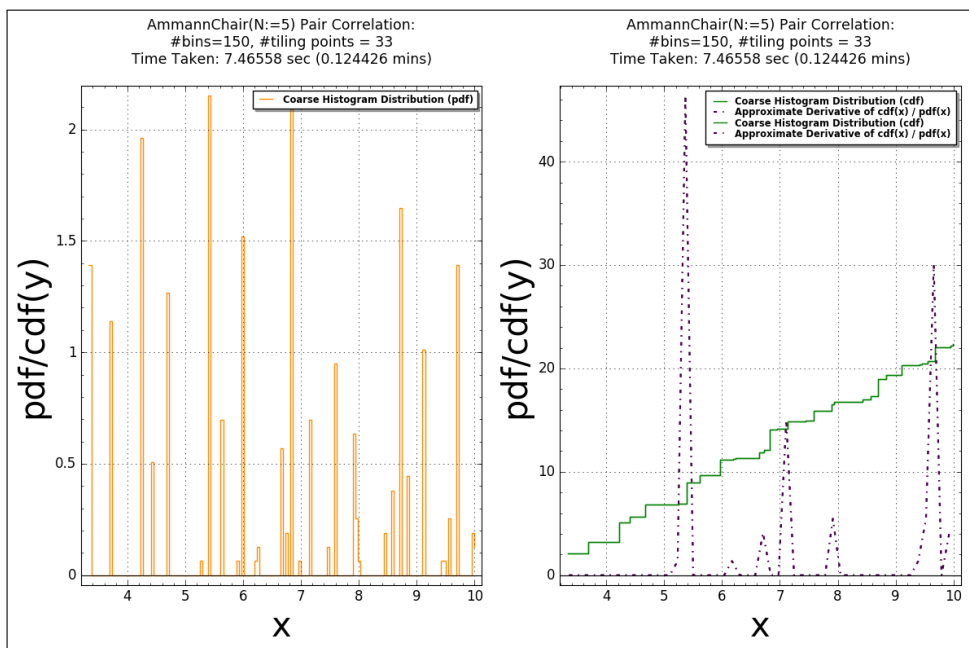 AmmannChair(N:=5) Pair Correlation:
#bins=150, #tiling points = 33
Time Taken: 7.46558 sec (0.124426 mins)
Coarse Histogram Distribution (pdf)
pdf/cdf(y)
2
1.5
1
0.5
0
4
5
6
7
8
9
10
X
AmmannChair(N:=5) Pair Correlation:
#bins=150, #tiling points = 33
Time Taken: 7.46558 sec (0.124426 mins)
Coarse Histogram Distribution (cdf)
Approximate Derivative of cdf(x) / pdf(x)
Coarse Histogram Distribution (cdf)
Approximate Derivative of cdf(x) / pdf(x)
pdf/cdf(y)
40
30
20
10
0
4
5
6
7
8
9
10
X